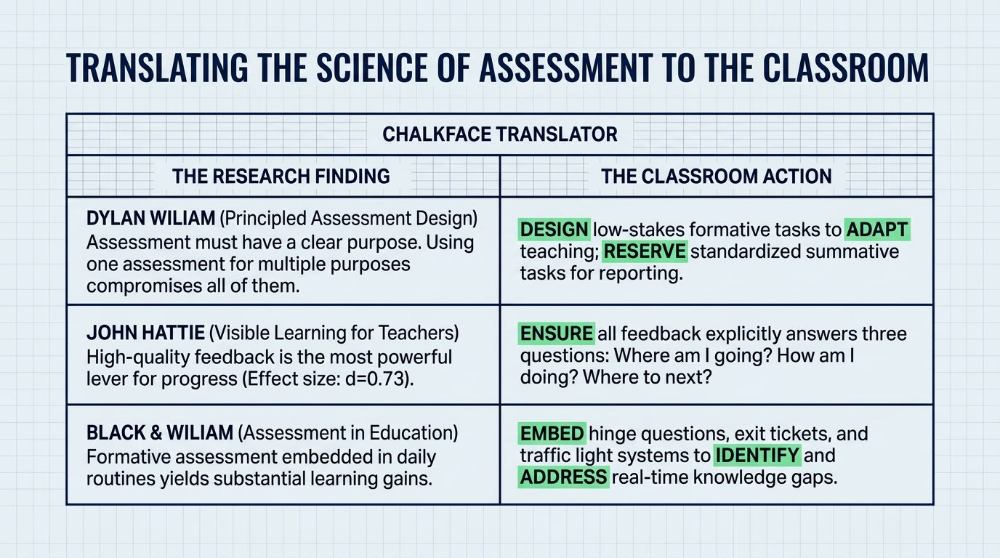 TRANSLATING THE SCIENCE OF ASSESSMENT TO THE CLASSROOM
CHALKFACE TRANSLATOR
THE RESEARCH FINDING
THE CLASSROOM ACTION
DYLAN WILIAM (Principled Assessment Design)
Assessment must have a clear purpose. Using
one assessment for multiple purposes
compromises all of them.
DESIGN low-stakes formative tasks to ADAPT
teaching; RESERVE standardized summative
tasks for reporting.
JOHN HATTIE (Visible Learning for Teachers)
High-quality feedback is the most powerful
lever for progress (Effect size: d=0.73).
ENSURE all feedback explicitly answers three
questions: Where am I going? How am I
doing? Where to next?
BLACK & WILIAM (Assessment in Education)
Formative assessment embedded in daily
routines yields substantial learning gains.
EMBED hinge questions, exit tickets, and
traffic light systems to IDENTIFY and
ADDRESS real-time knowledge gaps.